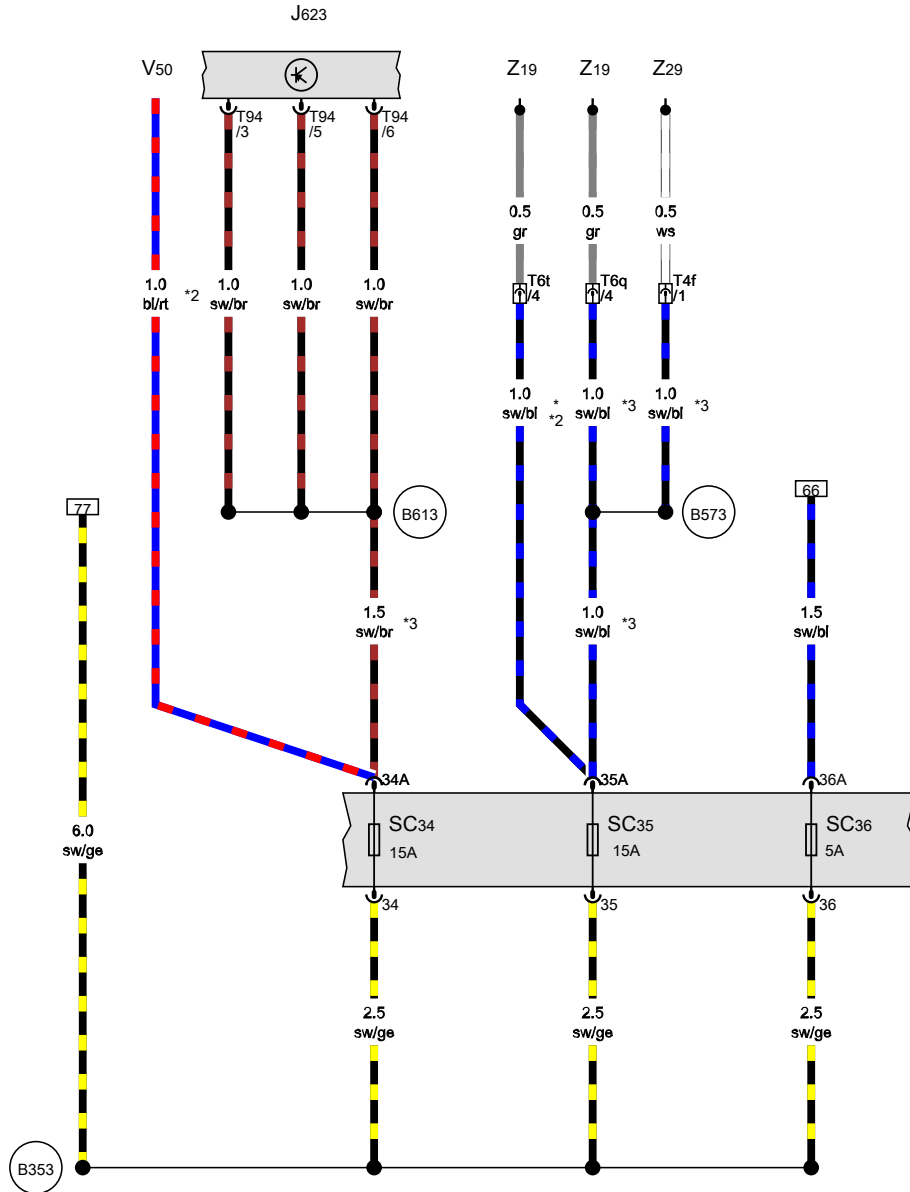 J623
V50
Z19
Z19
Z29
T94
/3
T94
/5
T94
/6
0.5
gr
0.5
gr
0.5
ws
1.0
bl/rt
*2
1.0
sw/br
1.0
sw/br
1.0
sw/br
T6t
/4
T6q
/4
T4f
/1
1.0
sw/bl
*
*2
1.0
sw/bl
*3
1.0
sw/bl
*3
77
B613
B573
66
1.5
sw/br
*3
1.0
sw/bl
*3
1.5
sw/bl
34A
35A
36A
6.0
sw/ge
SC34
15A
SC35
15A
SC36
5A
34
35
36
2.5
sw/ge
2.5
sw/ge
2.5
sw/ge
B353